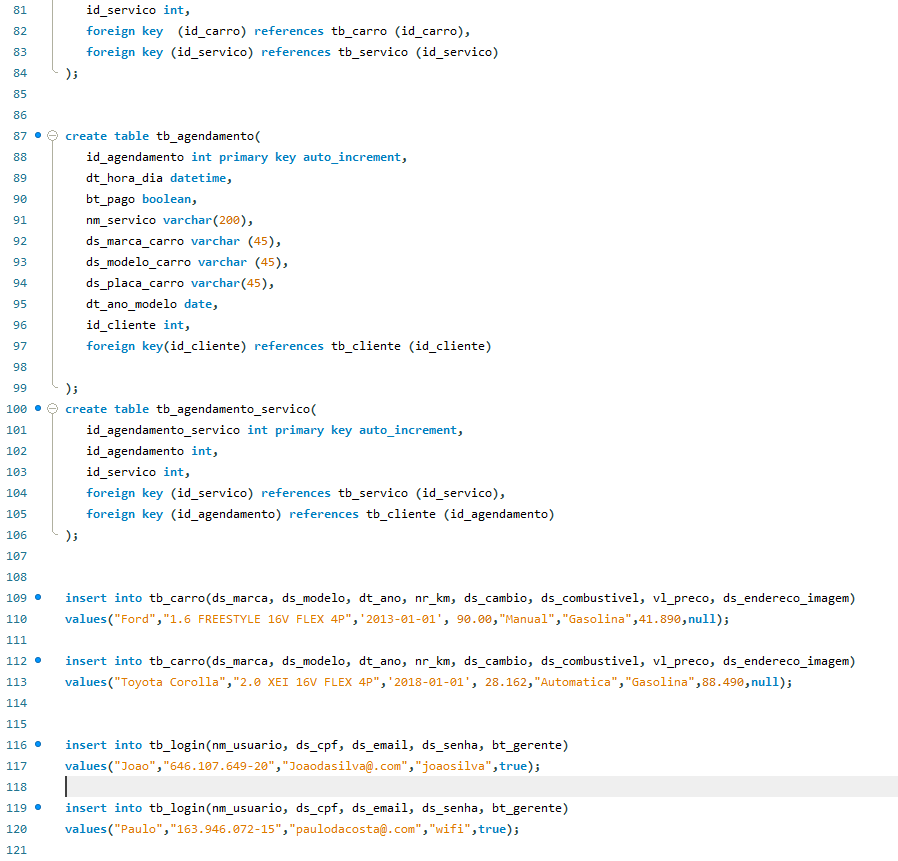 81 id_servico int,
82 foreign key  (id_carro) references tb_carro (id_carro),
83 foreign key (id_servico) references tb_servico (id_servico)
84 );
85
86
87 create table tb_agendamento(
88 id_agendamento int primary key auto_increment,
89 dt_hora_dia datetime,
90 bt_pago boolean,
91 nm_servico varchar(200),
92 ds_marca_carro varchar (45),
93 ds_modelo_carro varchar (45),
94 ds_placa_carro varchar(45),
95 dt_ano_modelo date,
96 id_cliente int,
97 foreign key(id_cliente) references tb_cliente (id_cliente)
98
99 );
100 create table tb_agendamento_servico(
101 id_agendamento_servico int primary key auto_increment,
102 id_agendamento int,
103 id_servico int,
104 foreign key (id_servico) references tb_servico (id_servico),
105 foreign key (id_agendamento) references tb_cliente (id_agendamento)
106 );
107
108
109 insert into tb_carro(ds_marca, ds_modelo, dt_ano, nr_km, ds_cambio, ds_combustivel, vl_preco, ds_endereco_imagem)
110 values("Ford","1.6 FREESTYLE 16V FLEX 4P",'2013-01-01', 90.00,"Manual","Gasolina",41.890,null);
111
112 insert into tb_carro(ds_marca, ds_modelo, dt_ano, nr_km, ds_cambio, ds_combustivel, vl_preco, ds_endereco_imagem)
113 values("Toyota Corolla","2.0 XEI 16V FLEX 4P",'2018-01-01', 28.162,"Automatica","Gasolina",88.490,null);
114
115
116 insert into tb_login(nm_usuario, ds_cpf, ds_email, ds_senha, bt_gerente)
117 values("Joao","646.107.649-20","Joaodasilva@.com","joaosilva",true);
118
119 insert into tb_login(nm_usuario, ds_cpf, ds_email, ds_senha, bt_gerente)
120 values("Paulo","163.946.072-15","paulodacosta@.com","wifi",true);
121